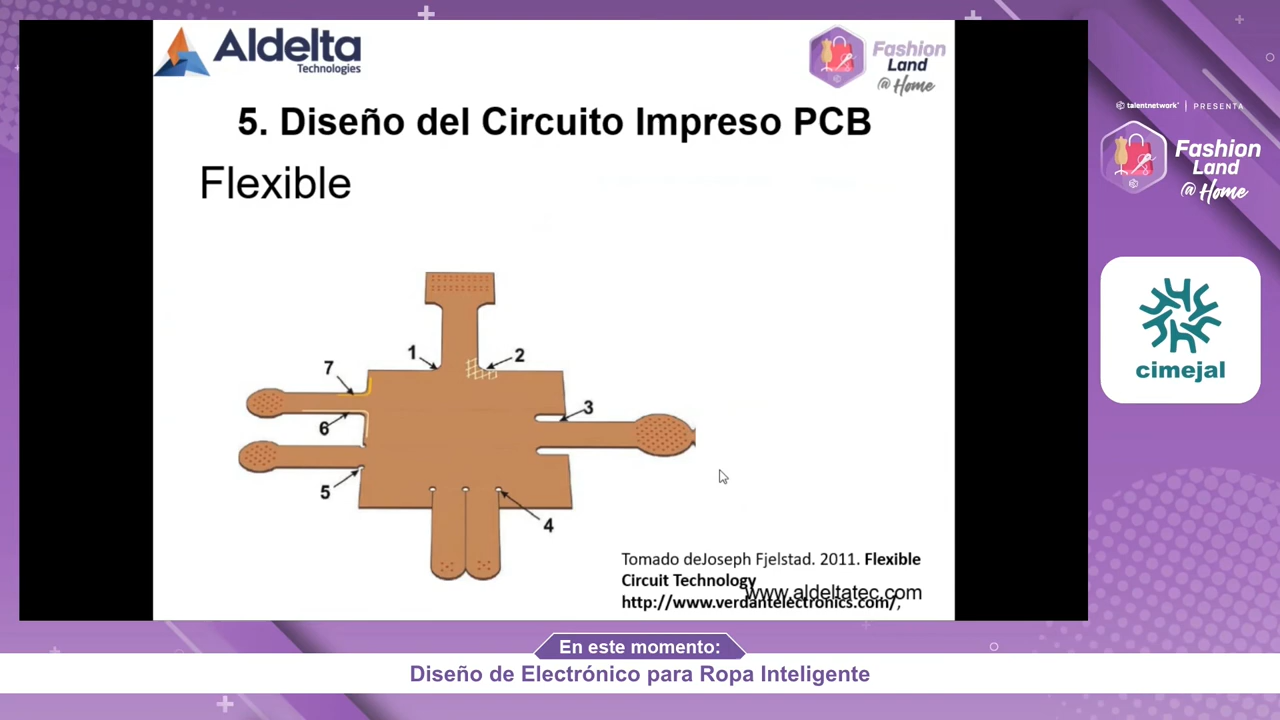 Aldelta
Technologies
Fashion
Land
@ Home
5. Diseño del Circuito Impreso PCB
Flexible
1
2
7
3
6
5
4
Tomado deJoseph Fjelstad. 2011. Flexible
Circuit Technology
www.aldeltatec.com
http://www.verdantelectronics.com/,
talentnetwork | PRESENTA
Fashion
Land
@ Home
cimejal
En este momento:
Diseño de Electrónico para Ropa Inteligente